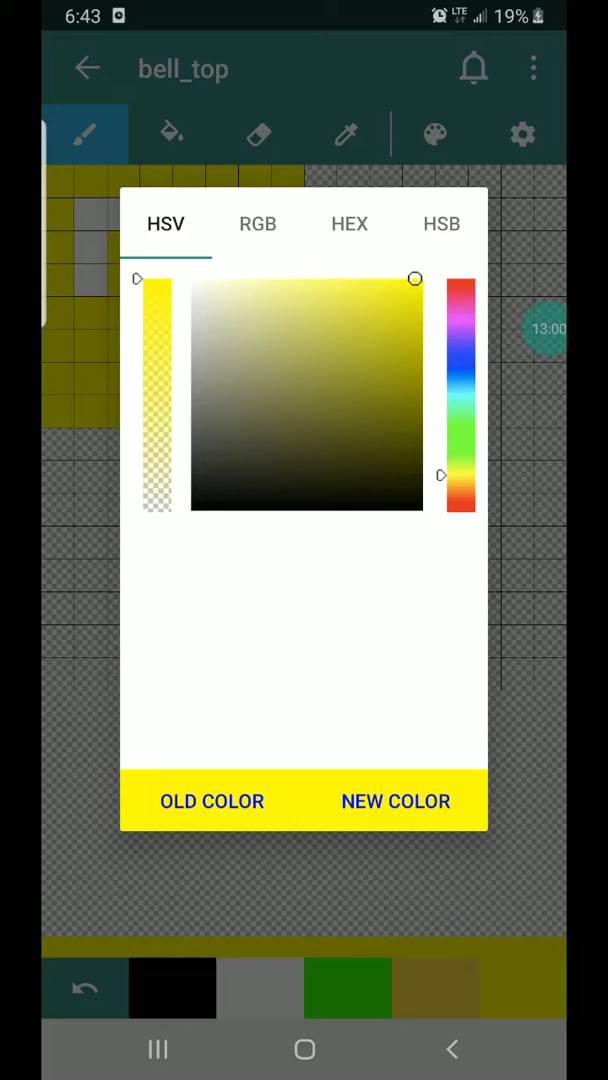 6:43 LTE 19%
bell_top
HSV RGB HEX HSB
13:00
OLD COLOR NEW COLOR